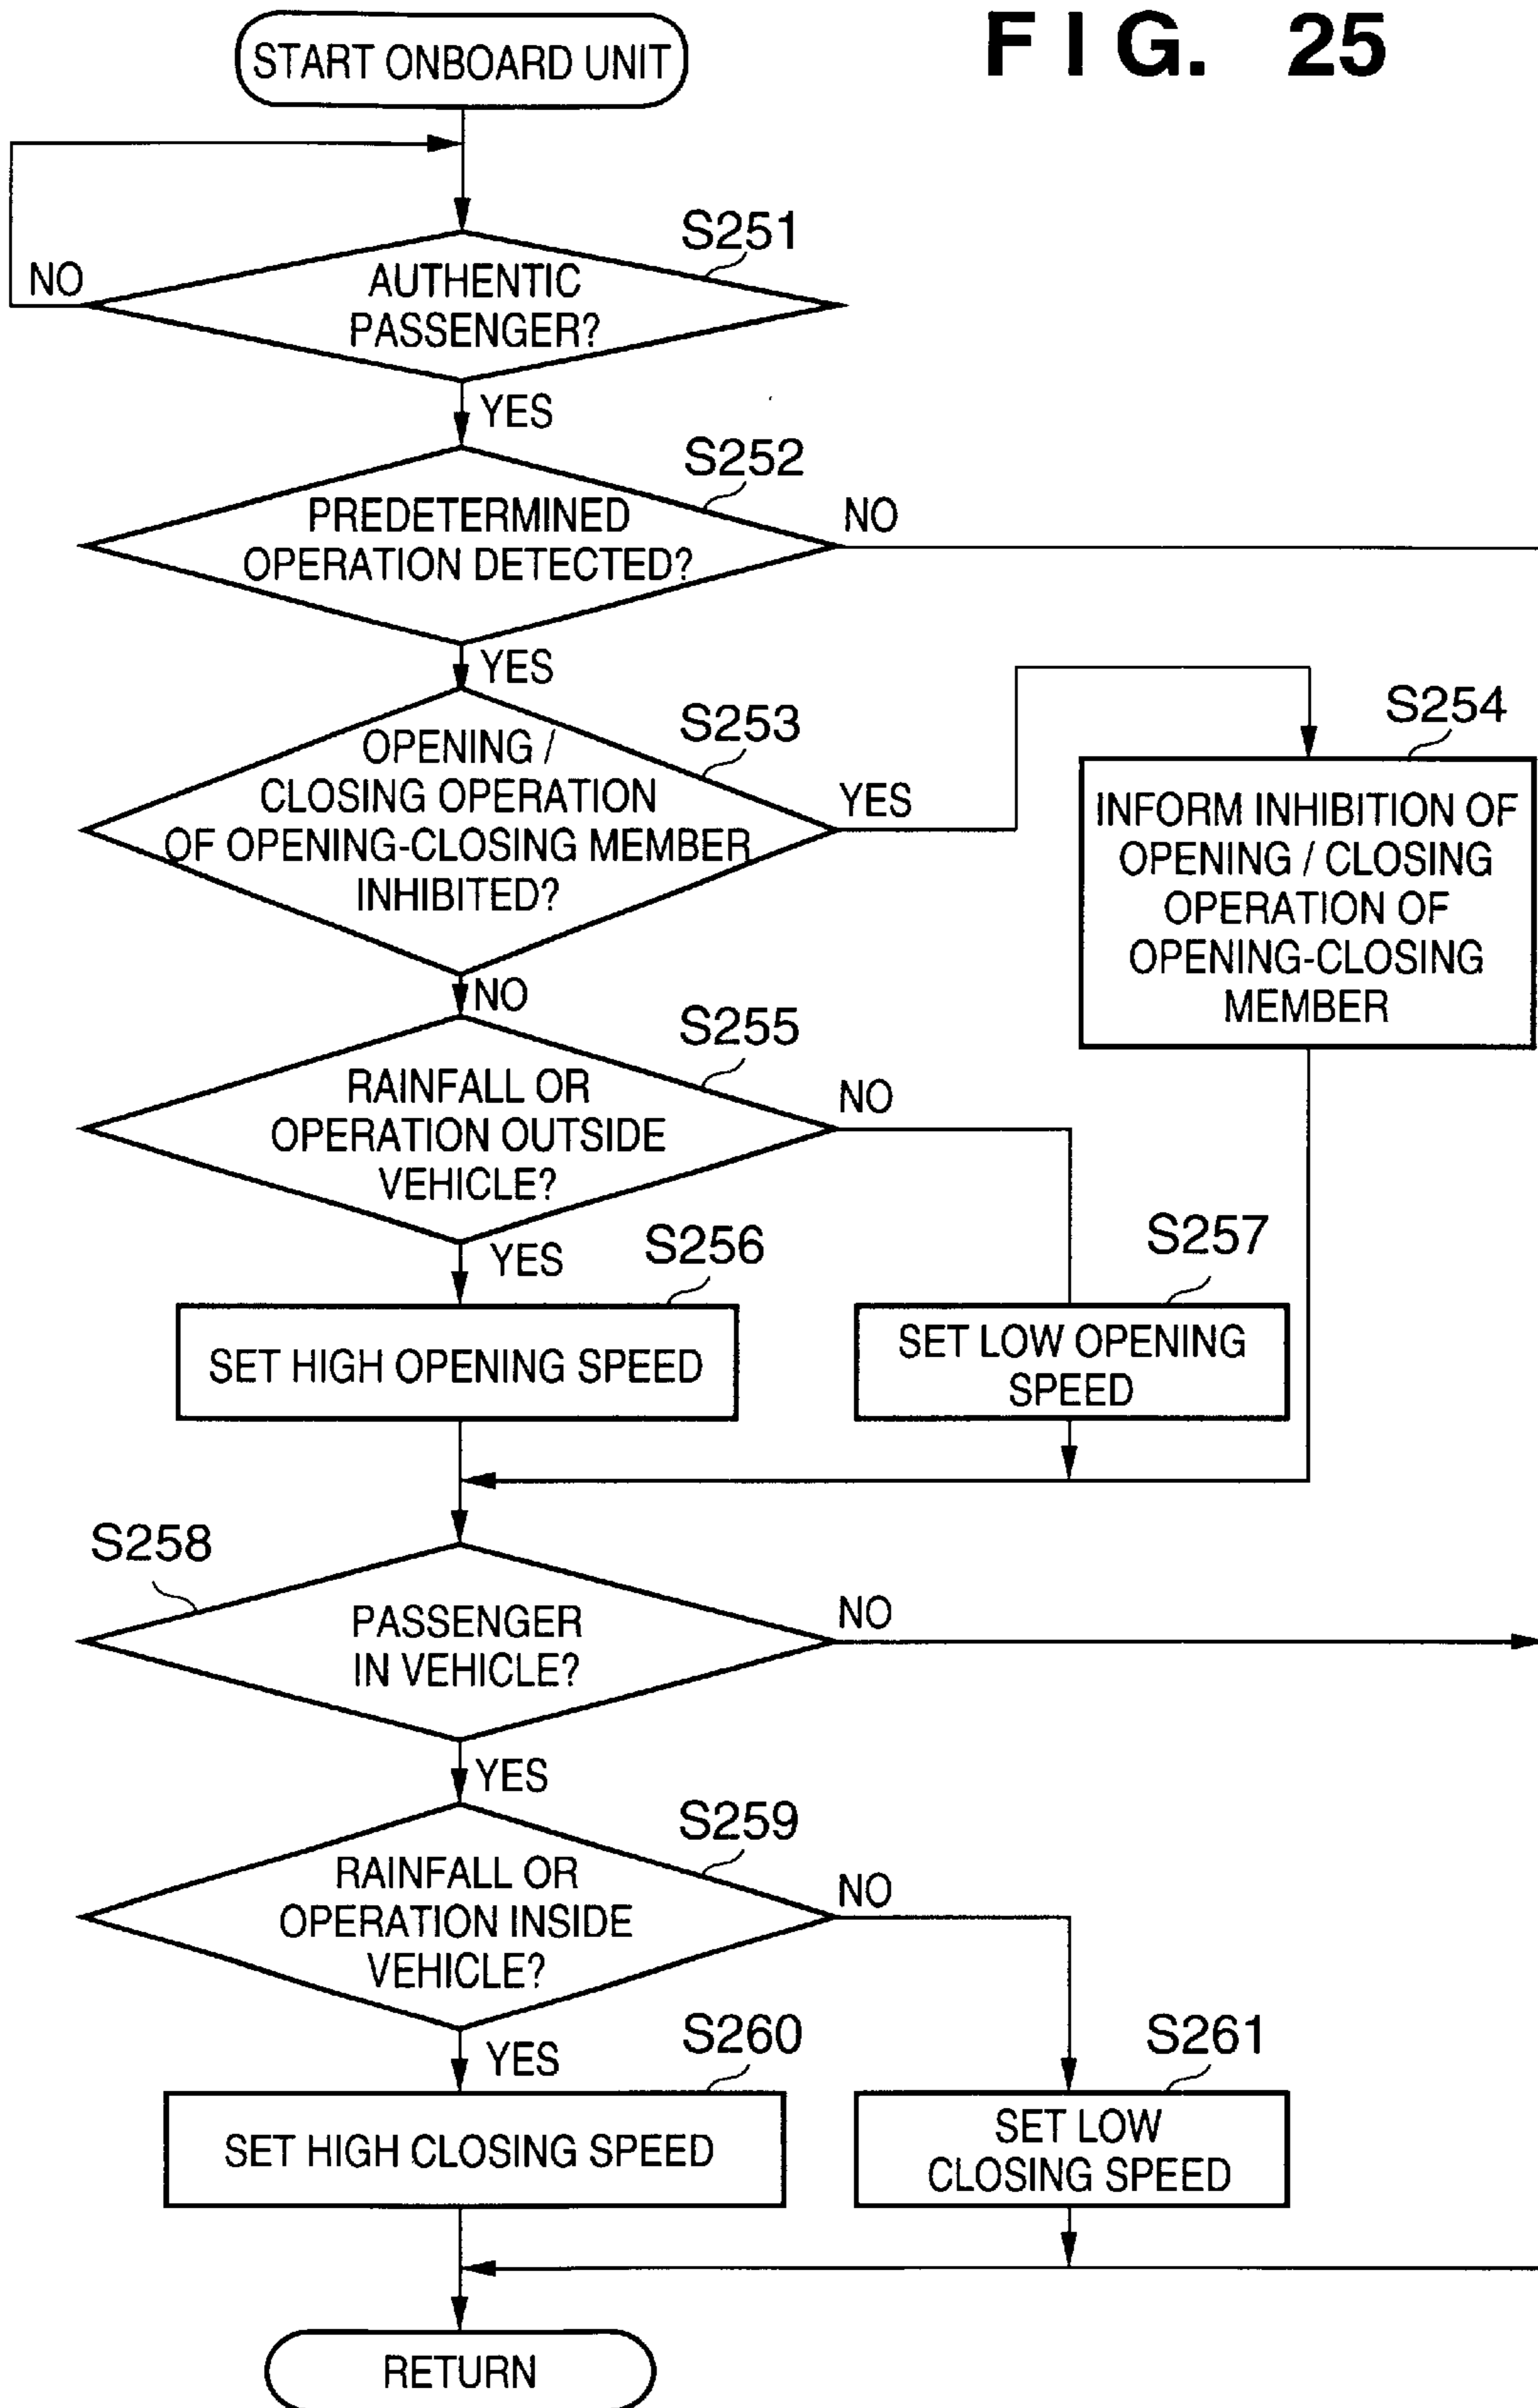 FIG. 25
START ONBOARD UNIT
S251
NO
AUTHENTIC
PASSENGER?
YES
S252
PREDETERMINED
OPERATION DETECTED?
NO
YES
S253
OPENING /
CLOSING OPERATION
OF OPENING-CLOSING MEMBER
INHIBITED?
YES
S254
INFORM INHIBITION OF
OPENING / CLOSING
OPERATION OF
OPENING-CLOSING
MEMBER
NO
S255
RAINFALL OR
OPERATION OUTSIDE
VEHICLE?
NO
YES
S256
SET HIGH OPENING SPEED
S257
SET LOW OPENING
SPEED
S258
PASSENGER
IN VEHICLE?
NO
YES
S259
RAINFALL OR
OPERATION INSIDE
VEHICLE?
NO
YES
S260
SET HIGH CLOSING SPEED
S261
SET LOW
CLOSING SPEED
RETURN